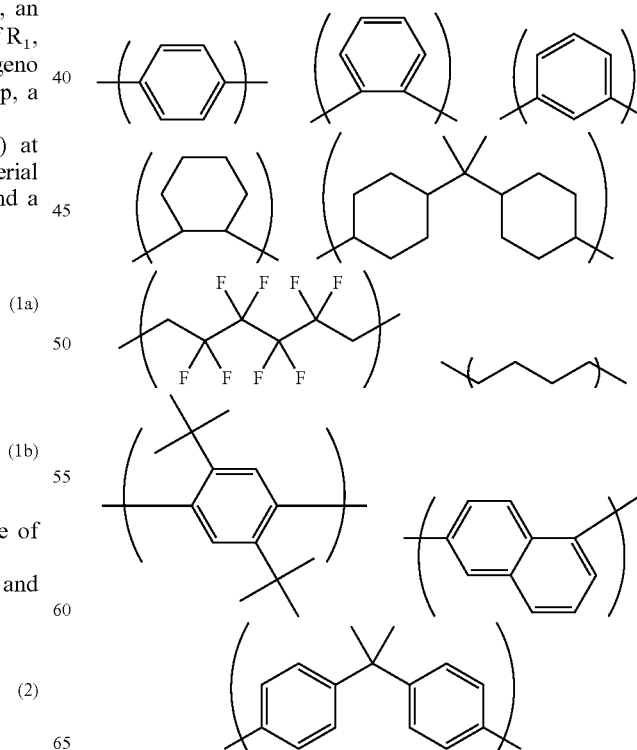 , an
f R1,
40
geno
p, a
) at
erial
nd a
45
F F F F
(1a)
50
F F F F
(1b)
55
e of
and
60
(2)
65